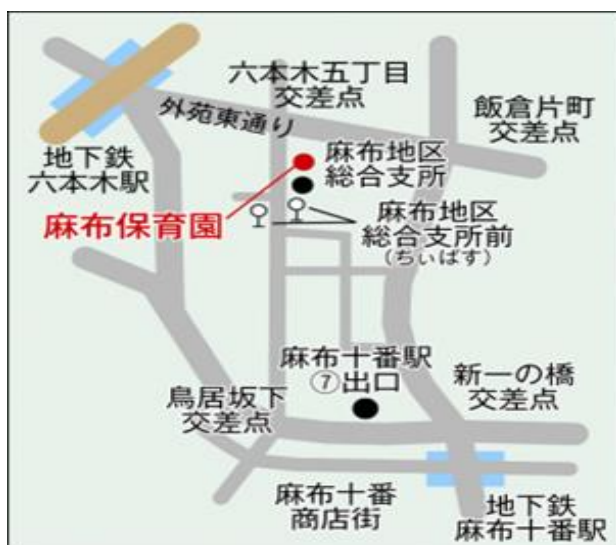 六本木五丁目
交差点
外苑東通り
飯倉片町
交差点
地下鉄
六本木駅
麻布地区
総合支所
麻布保育園
麻布地区
総合支所前
(ちぃばす)
麻布十番駅
⑦出口
新一の橋
交差点
鳥居坂下
交差点
麻布十番
商店街
地下鉄
麻布十番駅